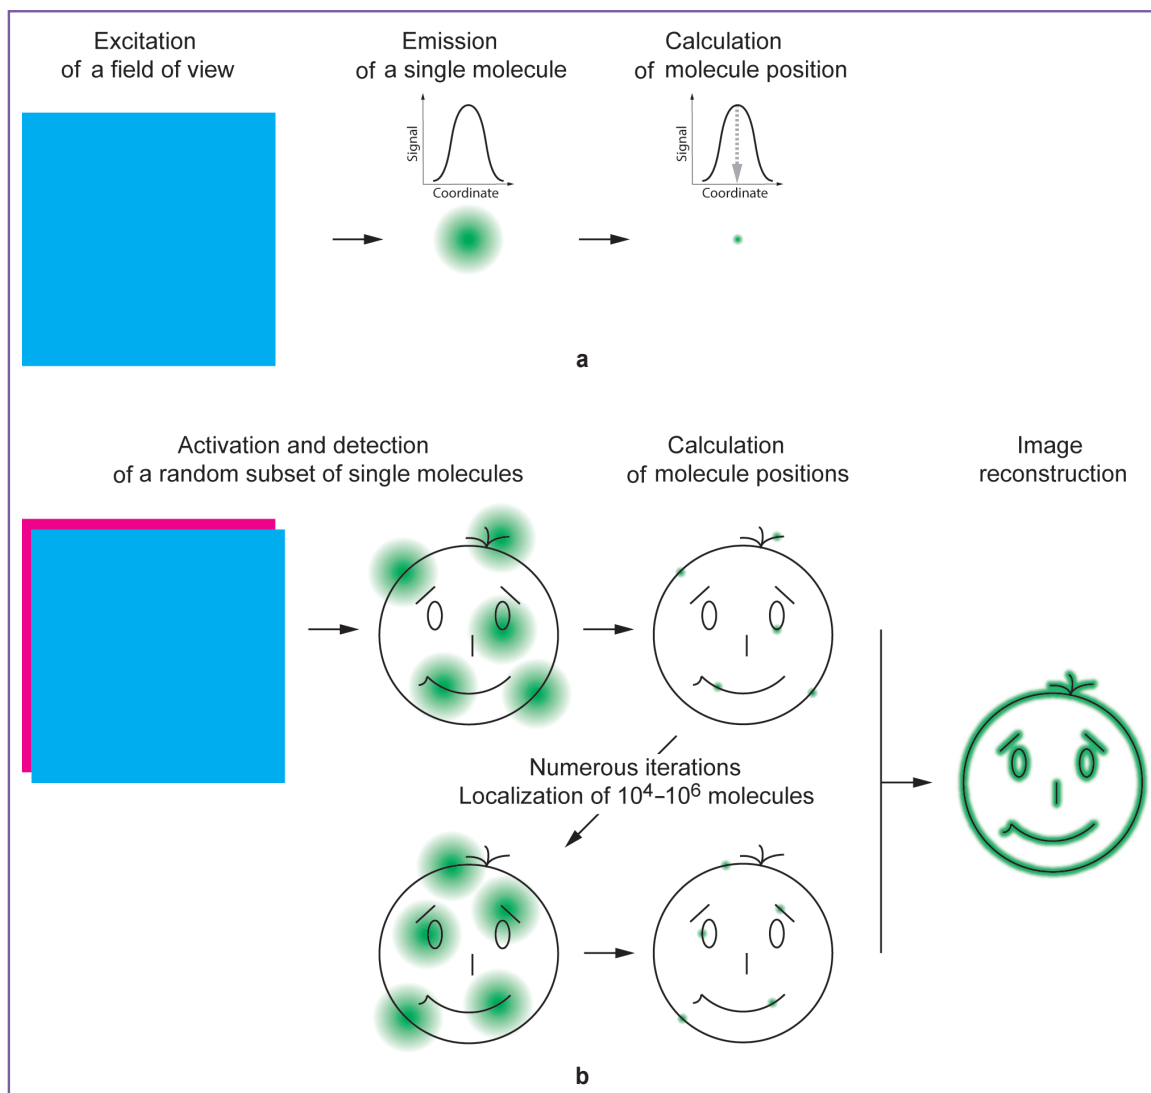 Excitation
of a field of view
Emission
of a single molecule
Calculation
of molecule position
Signal
Coordinate
Signal
Coordinate
a
Activation and detection
of a random subset of single molecules
Calculation
of molecule positions
Image
reconstruction
Numerous iterations
Localization of 10⁴–10⁶ molecules
b